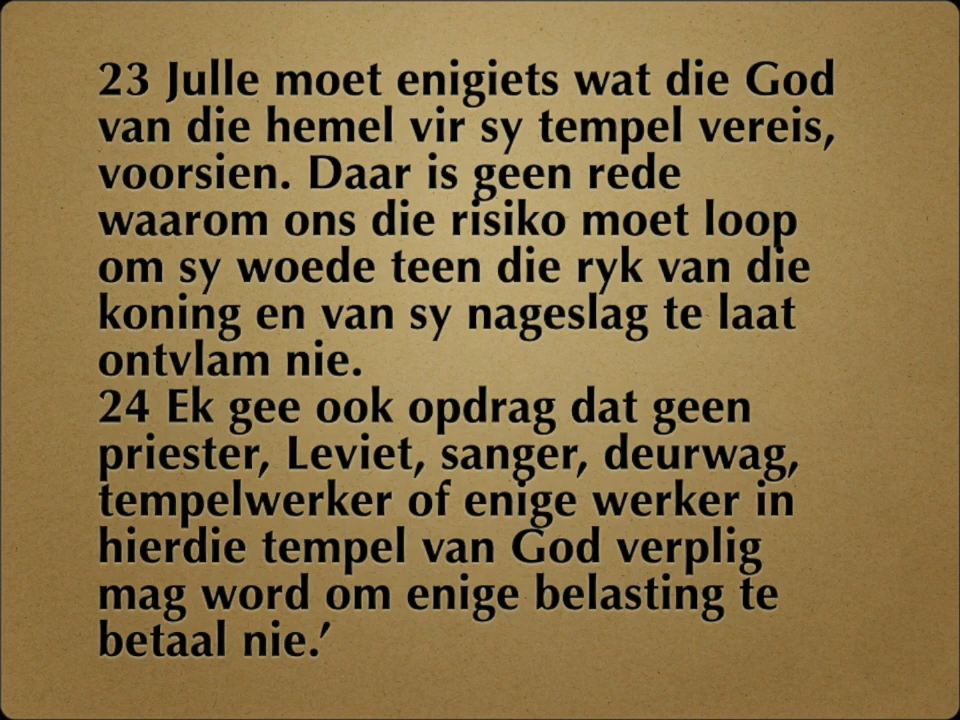 23 Julle moet enigiets wat die God
van die hemel vir sy tempel vereis,
voorsien. Daar is geen rede
waarom ons die risiko moet loop
om sy woede teen die ryk van die
koning en van sy nageslag te laat
ontvlam nie.
24 Ek gee ook opdrag dat geen
priester, Leviet, sanger, deurwag,
tempelwerker of enige werker in
hierdie tempel van God verplig
mag word om enige belasting te
betaal nie.’